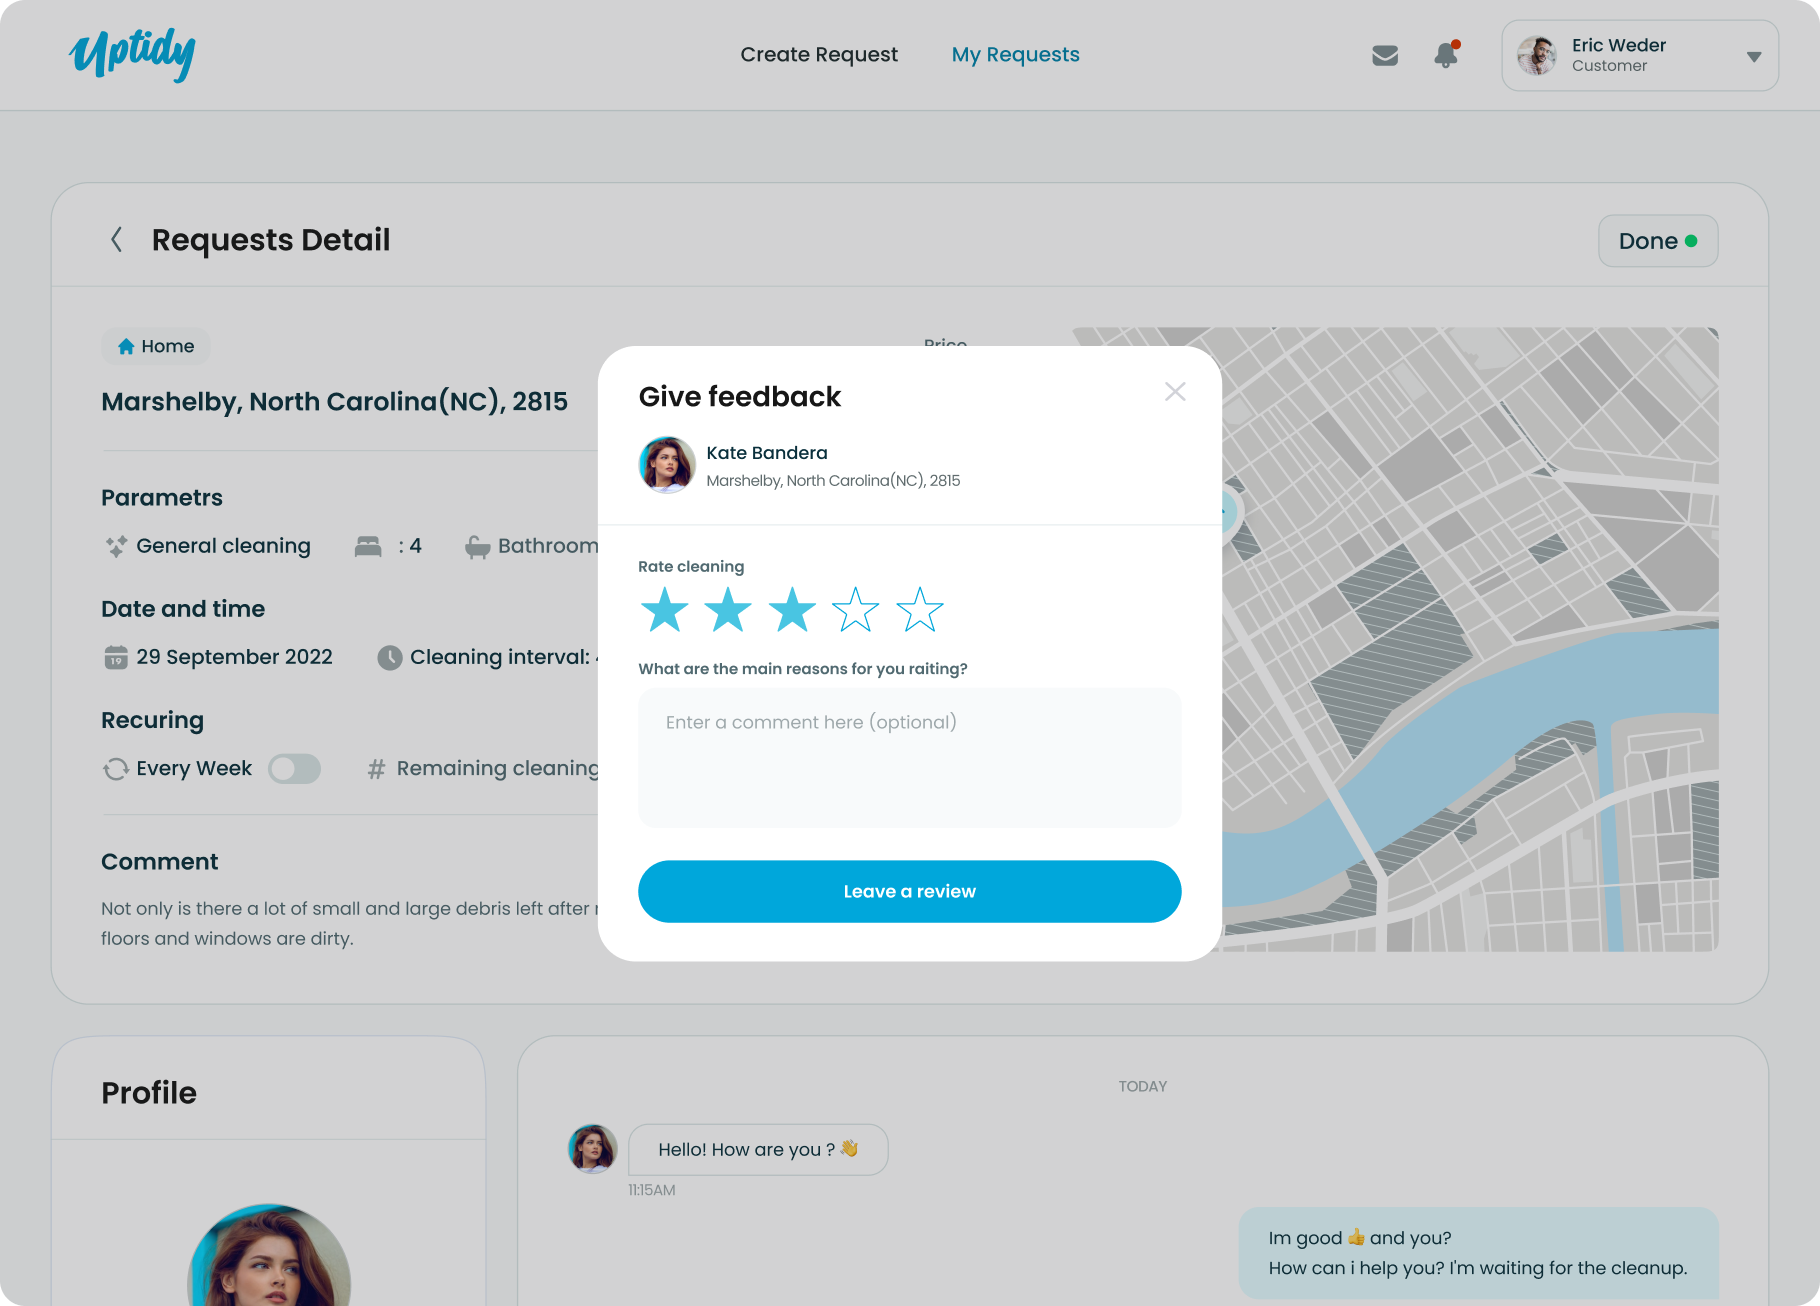 Uptidy
Create Request
My Requests
Eric Weder
Customer
Requests Detail
Done
Home
Price
Marshelby, North Carolina(NC), 2815
Parametrs
General cleaning
: 4
Bathroom
Date and time
19
29 September 2022
Cleaning interval:
Recuring
Every Week
# Remaining cleaning
Comment
Not only is there a lot of small and large debris left after
floors and windows are dirty.
Give feedback
Kate Bandera
Marshelby, North Carolina(NC), 2815
Rate cleaning
What are the main reasons for you raiting?
Enter a comment here (optional)
Leave a review
Profile
TODAY
Hello! How are you ? 👋
11:15AM
Im good 👍 and you?
How can i help you? I'm waiting for the cleanup.